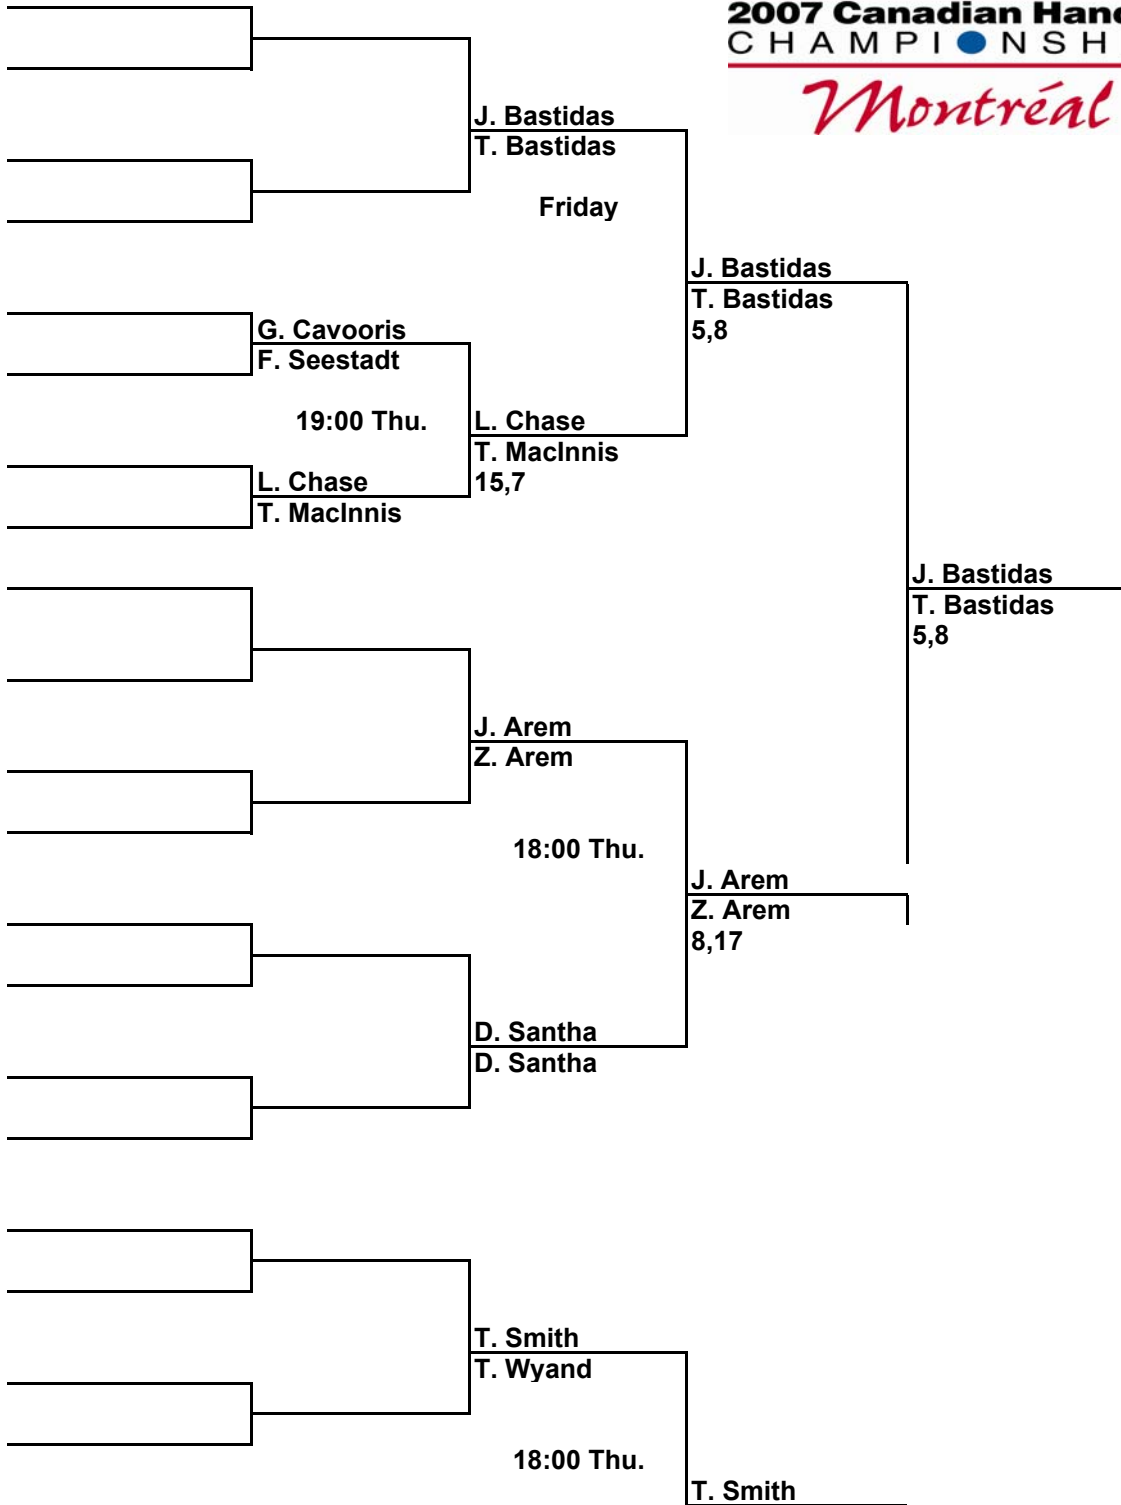 2007 Canadian Hand
CHAMPIONSH
Montréal
J. Bastidas
T. Bastidas
Friday
J. Bastidas
T. Bastidas
5,8
G. Cavooris
F. Seestadt
19:00 Thu.
L. Chase
T. MacInnis
15,7
L. Chase
T. MacInnis
J. Bastidas
T. Bastidas
5,8
J. Arem
Z. Arem
18:00 Thu.
J. Arem
Z. Arem
8,17
D. Santha
D. Santha
T. Smith
T. Wyand
18:00 Thu.
T. Smith